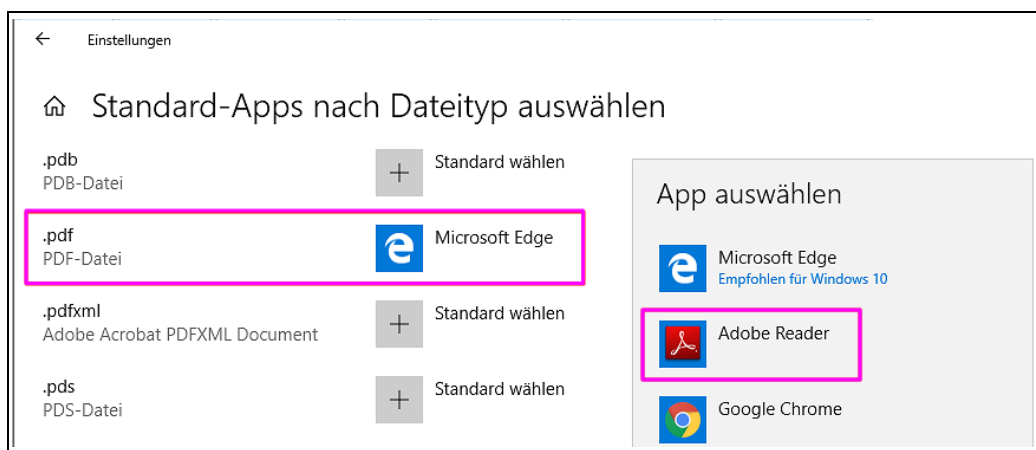 Einstellungen
Standard-Apps nach Dateityp auswählen
.pdb
PDB-Datei
Standard wählen
.pdf
PDF-Datei
Microsoft Edge
.pdfxml
Adobe Acrobat PDFXML Document
Standard wählen
.pds
PDS-Datei
Standard wählen
App auswählen
Microsoft Edge
Empfohlen für Windows 10
Adobe Reader
Google Chrome